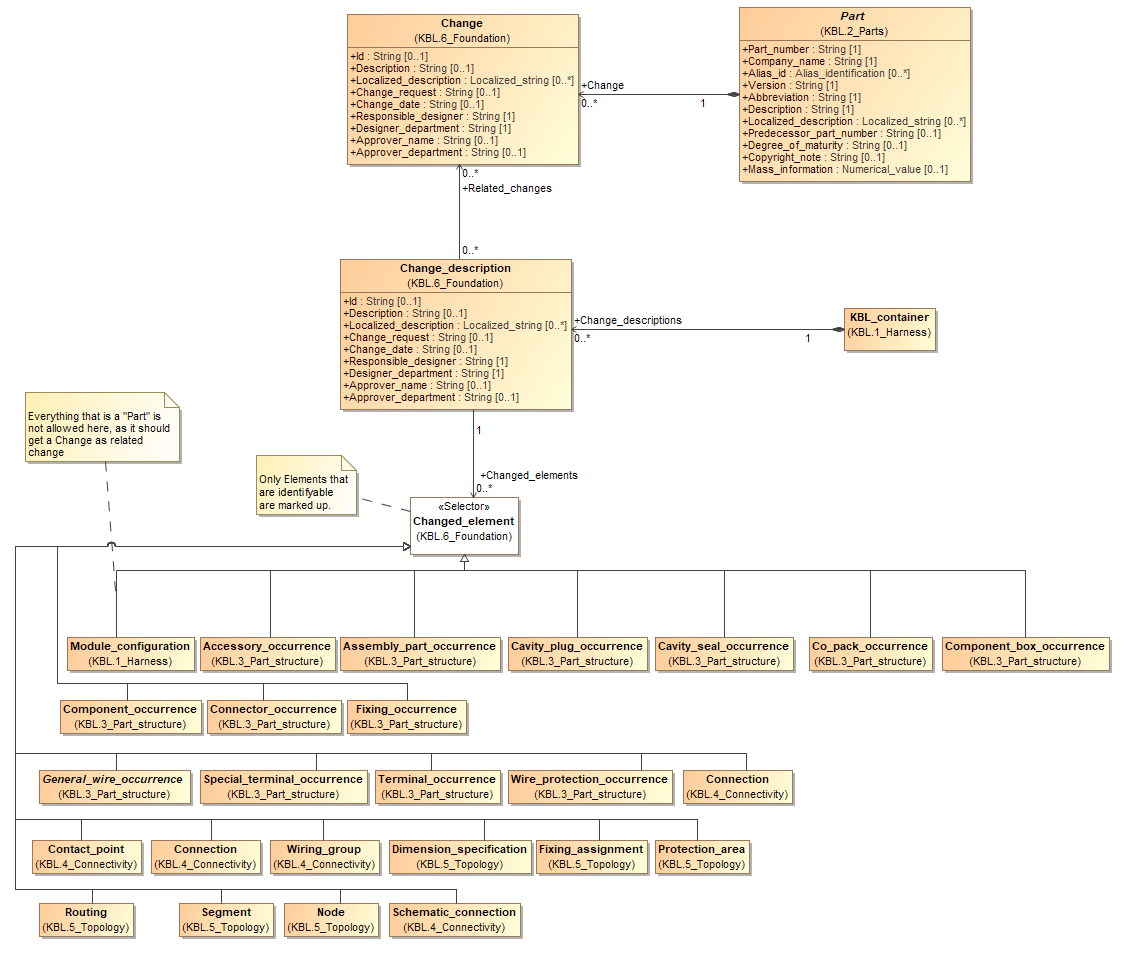 Change
(KBL.6_Foundation)
+Id : String [0..1]
+Description : String [0..1]
+Localized_description : Localized_string [0..*]
+Change_request : String [0..1]
+Change_date : String [0..1]
+Responsible_designer : String [1]
+Designer_department : String [1]
+Approver_name : String [0..1]
+Approver_department : String [0..1]
+Change
0..*
1
Part
(KBL.2_Parts)
+Part_number : String [1]
+Company_name : String [1]
+Alias_id : Alias_identification [0..*]
+Version : String [1]
+Abbreviation : String [1]
+Description : String [1]
+Localized_description : Localized_string [0..*]
+Predecessor_part_number : String [0..1]
+Degree_of_maturity : String [0..1]
+Copyright_note : String [0..1]
+Mass_information : Numerical_value [0..1]
0..*
+Related_changes
0..*
Change_description
(KBL.6_Foundation)
+Id : String [0..1]
+Description : String [0..1]
+Localized_description : Localized_string [0..*]
+Change_request : String [0..1]
+Change_date : String [0..1]
+Responsible_designer : String [1]
+Designer_department : String [1]
+Approver_name : String [0..1]
+Approver_department : String [0..1]
+Change_descriptions
0..*
1
KBL_container
(KBL.1_Harness)
Everything that is a "Part" is
not allowed here, as it should
get a Change as related
change
1
+Changed_elements
0..*
Only Elements that
are identifyable
are marked up.
«Selector»
Changed_element
(KBL.6_Foundation)
Module_configuration
(KBL.1_Harness)
Accessory_occurrence
(KBL.3_Part_structure)
Assembly_part_occurrence
(KBL.3_Part_structure)
Cavity_plug_occurrence
(KBL.3_Part_structure)
Cavity_seal_occurrence
(KBL.3_Part_structure)
Co_pack_occurrence
(KBL.3_Part_structure)
Component_box_occurrence
(KBL.3_Part_structure)
Component_occurrence
(KBL.3_Part_structure)
Connector_occurrence
(KBL.3_Part_structure)
Fixing_occurrence
(KBL.3_Part_structure)
General_wire_occurrence
(KBL.3_Part_structure)
Special_terminal_occurrence
(KBL.3_Part_structure)
Terminal_occurrence
(KBL.3_Part_structure)
Wire_protection_occurrence
(KBL.3_Part_structure)
Connection
(KBL.4_Connectivity)
Contact_point
(KBL.4_Connectivity)
Connection
(KBL.4_Connectivity)
Wiring_group
(KBL.4_Connectivity)
Dimension_specification
(KBL.5_Topology)
Fixing_assignment
(KBL.5_Topology)
Protection_area
(KBL.5_Topology)
Routing
(KBL.5_Topology)
Segment
(KBL.5_Topology)
Node
(KBL.5_Topology)
Schematic_connection
(KBL.4_Connectivity)